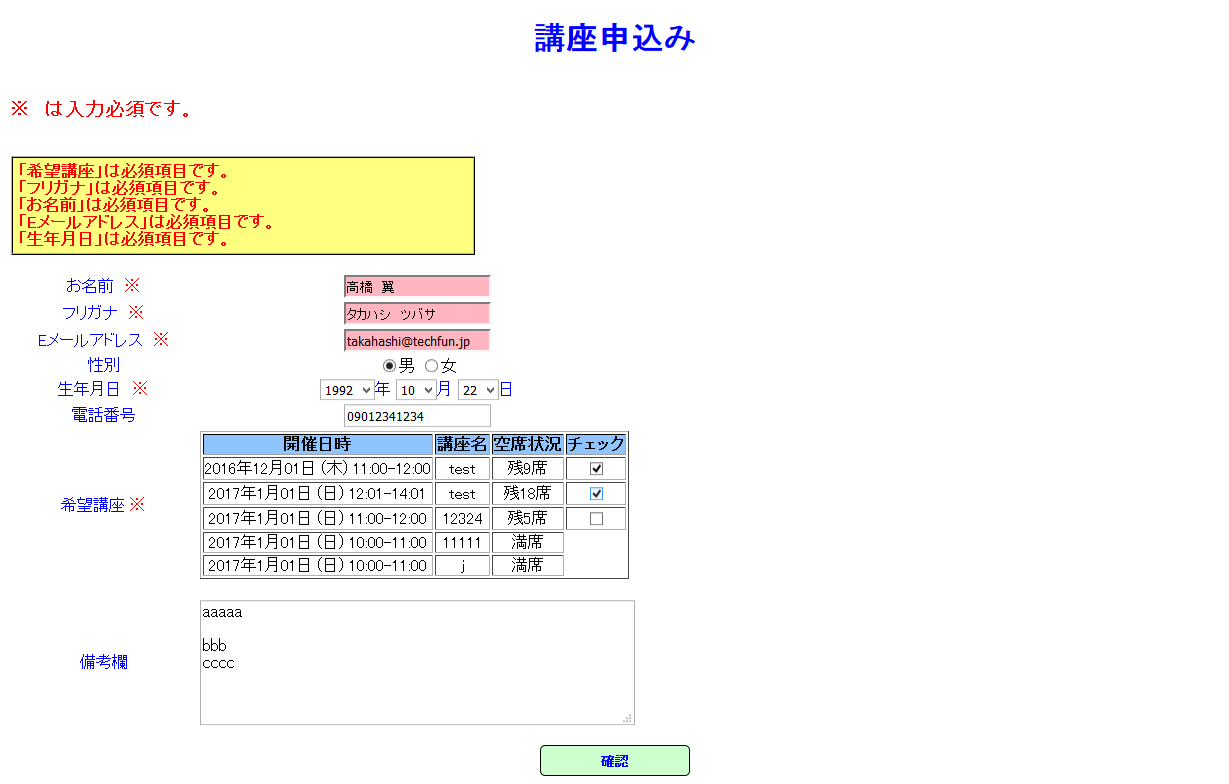 講座申込み
※　は入力必須です。
「希望講座」は必須項目です。
「フリガナ」は必須項目です。
「お名前」は必須項目です。
「Eメールアドレス」は必須項目です。
「生年月日」は必須項目です。
お名前 ※ 高橋 翼
フリガナ ※ タカハシ ツバサ
Eメールアドレス ※ takahashi@techfun.jp
性別 男 女
生年月日 ※ 1992 年 10 月 22 日
電話番号 09012341234
希望講座 ※
開催日時 講座名 空席状況 チェック
2016年12月01日（木）11:00-12:00 test 残9席
2017年1月01日（日）12:01-14:01 test 残18席
2017年1月01日（日）11:00-12:00 12324 残5席
2017年1月01日（日）10:00-11:00 11111 満席
2017年1月01日（日）10:00-11:00 j 満席
備考欄
aaaaa
bbb
cccc
確認